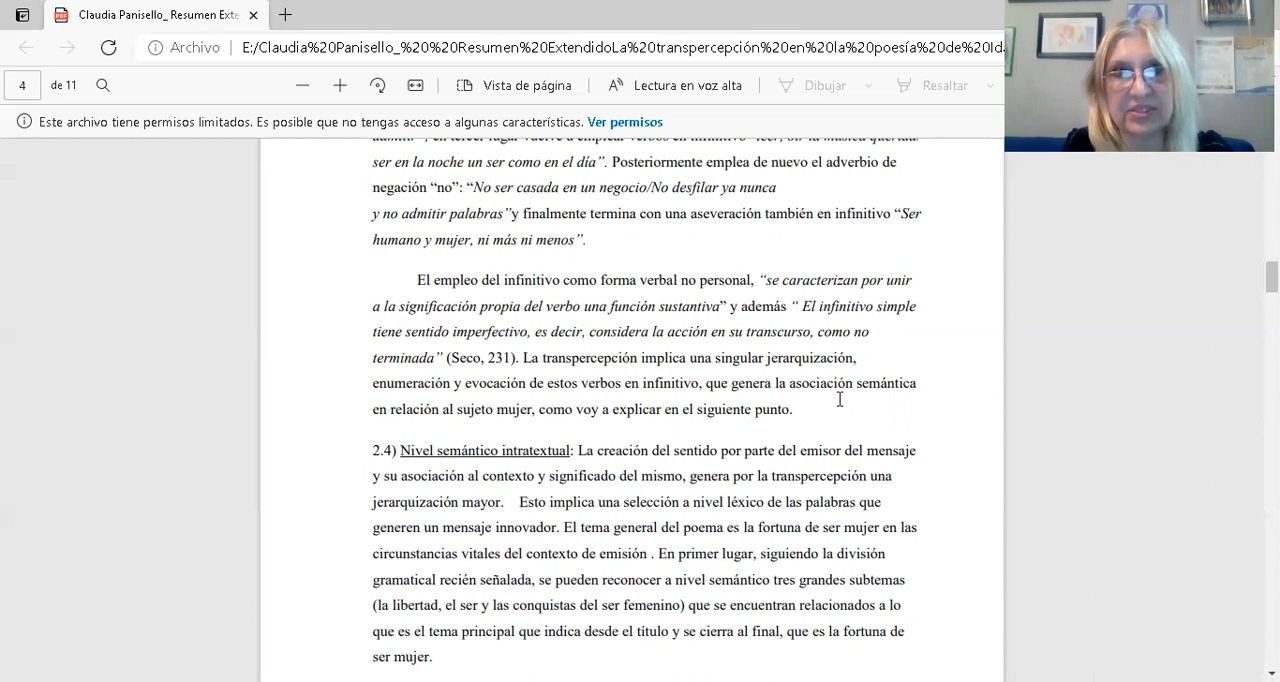 Claudia Panisello_ Resumen Exte
Archivo
E:/Claudia%20Panisello_%20%20Resumen%20ExtendidoLa%20transpercepción%20en%20la%20poesía%20de%20Ida
4 de 11
Vista de página
Lectura en voz alta
Dibujar
Resaltar
Este archivo tiene permisos limitados. Es posible que no tengas acceso a algunas características. Ver permisos
ser en la noche un ser como en el día”. Posteriormente emplea de nuevo el adverbio de
negación “no”: “No ser casada en un negocio/No desfilar ya nunca
y no admitir palabras”y finalmente termina con una aseveración también en infinitivo “Ser
humano y mujer, ni más ni menos”.
El empleo del infinitivo como forma verbal no personal, “se caracterizan por unir
a la significación propia del verbo una función sustantiva” y además “ El infinitivo simple
tiene sentido imperfectivo, es decir, considera la acción en su transcurso, como no
terminada” (Seco, 231). La transpercepción implica una singular jerarquización,
enumeración y evocación de estos verbos en infinitivo, que genera la asociación semántica
en relación al sujeto mujer, como voy a explicar en el siguiente punto.
2.4) Nivel semántico intratextual: La creación del sentido por parte del emisor del mensaje
y su asociación al contexto y significado del mismo, genera por la transpercepción una
jerarquización mayor. Esto implica una selección a nivel léxico de las palabras que
generen un mensaje innovador. El tema general del poema es la fortuna de ser mujer en las
circunstancias vitales del contexto de emisión . En primer lugar, siguiendo la división
gramatical recién señalada, se pueden reconocer a nivel semántico tres grandes subtemas
(la libertad, el ser y las conquistas del ser femenino) que se encuentran relacionados a lo
que es el tema principal que indica desde el título y se cierra al final, que es la fortuna de
ser mujer.